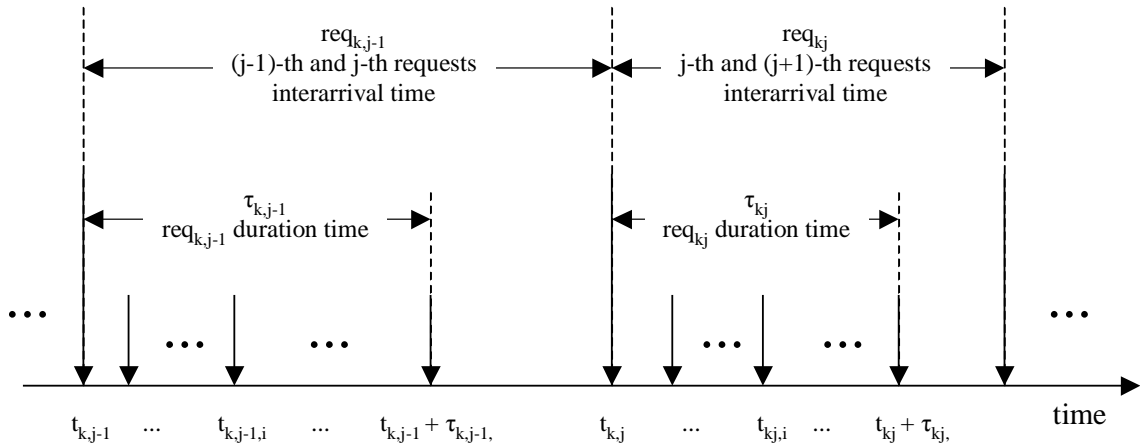 req_{k,j-1}
(j-1)-th and j-th requests
interarrival time
req_{kj}
j-th and (j+1)-th requests
interarrival time
τ_{k,j-1}
req_{k,j-1} duration time
τ_{kj}
req_{kj} duration time
•••
•••
•••
•••
•••
•••
t_{k,j-1} ... t_{k,j-1,i} ... t_{k,j-1} + τ_{k,j-1,} t_{k,j} ... t_{kj,i} ... t_{kj} + τ_{kj,} time